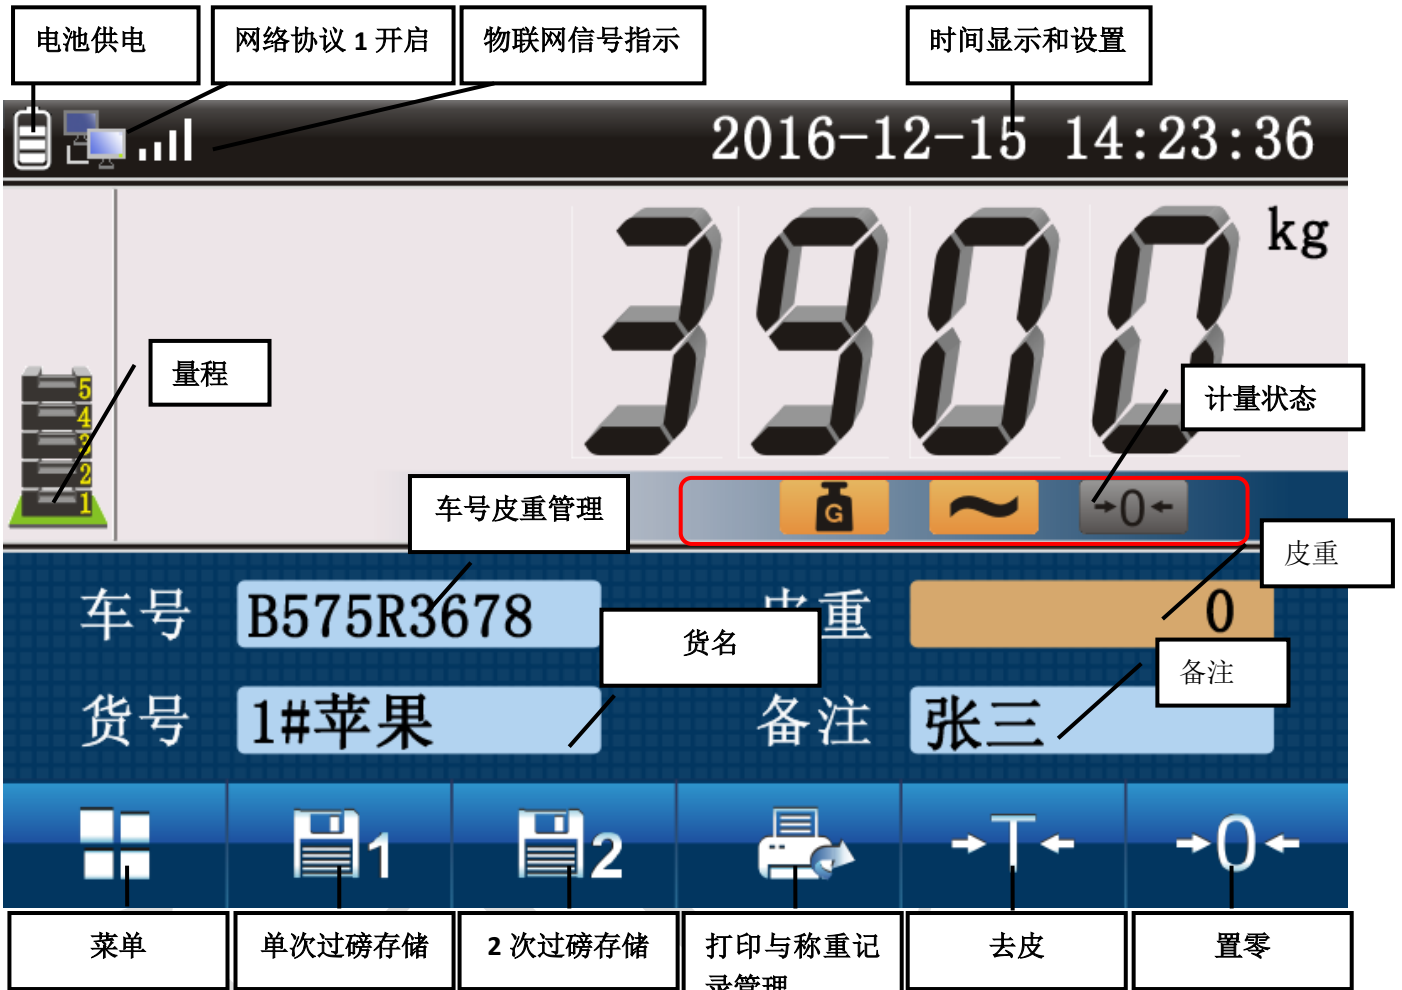 电池供电
网络协议 1 开启
物联网信号指示
时间显示和设置
2016-12-15 14:23:36
3900
kg
量程
5
4
3
2
1
计量状态
车号皮重管理
G
~
→0←
皮重
车号
B575R3678
皮重
0
货名
备注
货号
1#苹果
备注
张三
1
2
→T←
→0←
菜单
单次过磅存储
2 次过磅存储
打印与称重记
录管理
去皮
置零